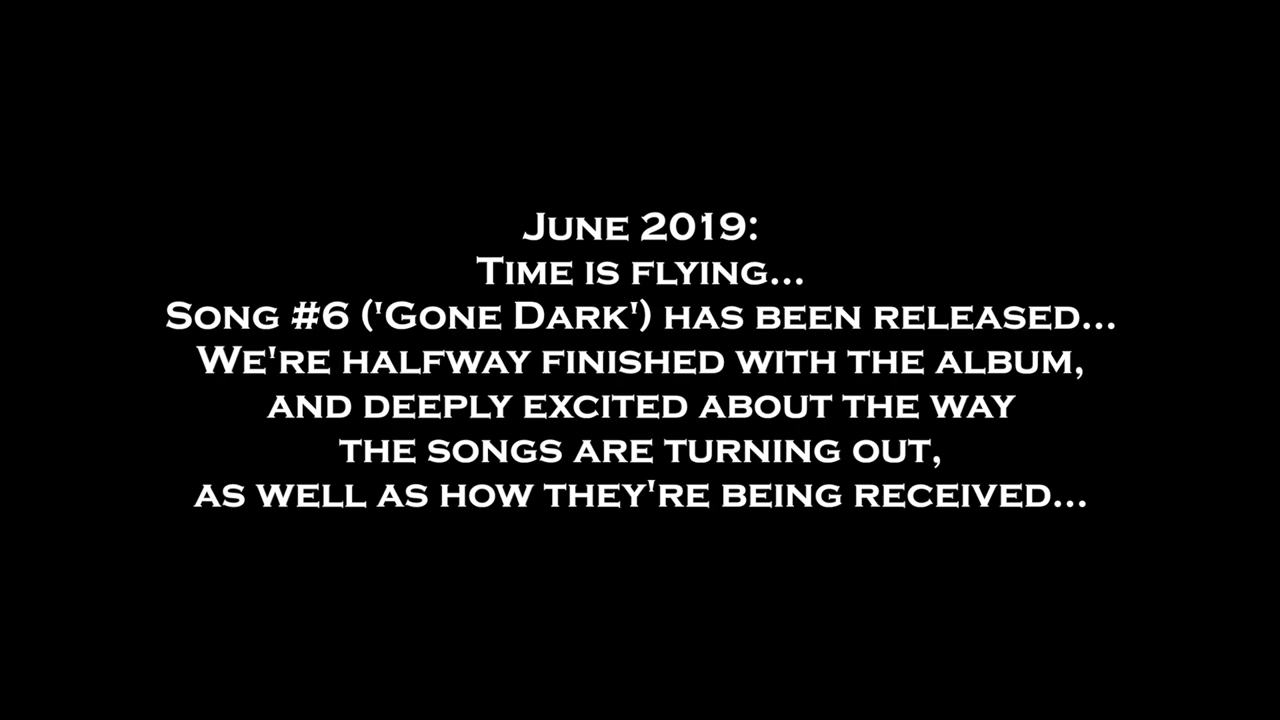 June 2019:
Time is flying...
Song #6 ('Gone Dark') has been released...
We're halfway finished with the album,
and deeply excited about the way
the songs are turning out,
as well as how they're being received...